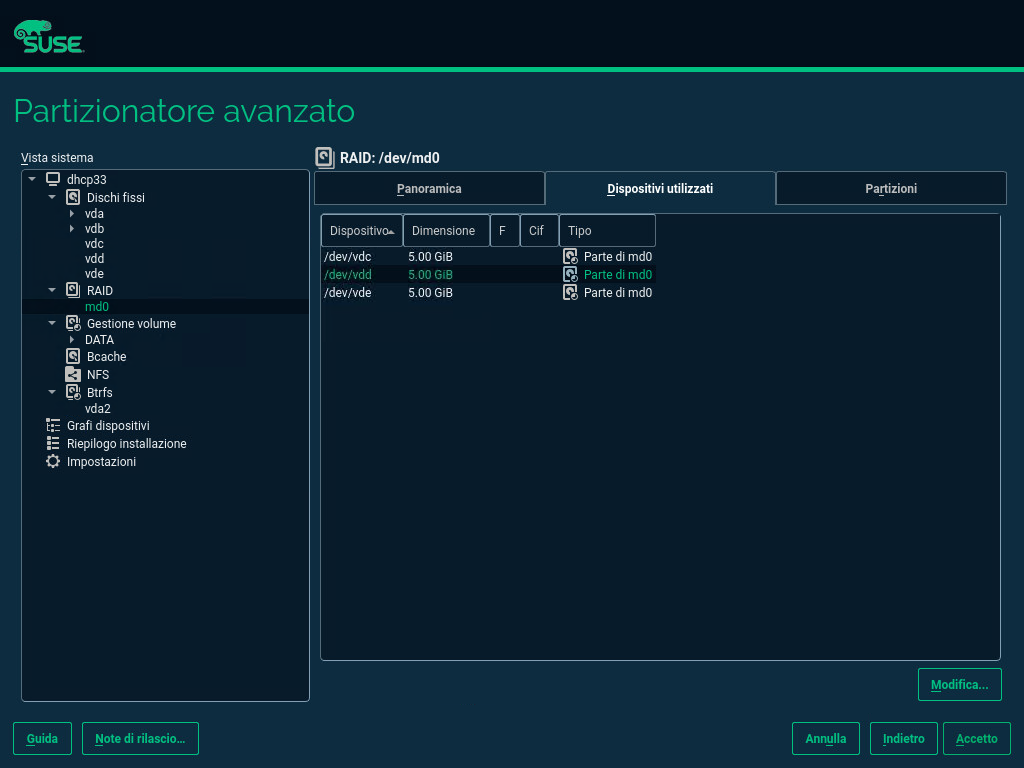 SUSE
Partizionatore avanzato
Vista sistema
dhcp33
Dischi fissi
vda
vdb
vdc
vdd
vde
RAID
md0
Gestione volume
DATA
Bcache
NFS
Btrfs
vda2
Grafi dispositivi
Riepilogo installazione
Impostazioni
RAID: /dev/md0
Panoramica Dispositivi utilizzati Partizioni
Dispositivo Dimensione F Cif Tipo
/dev/vdc 5.00 GiB Parte di md0
/dev/vdd 5.00 GiB Parte di md0
/dev/vde 5.00 GiB Parte di md0
Modifica...
Guida Note di rilascio... Annulla Indietro Accetto